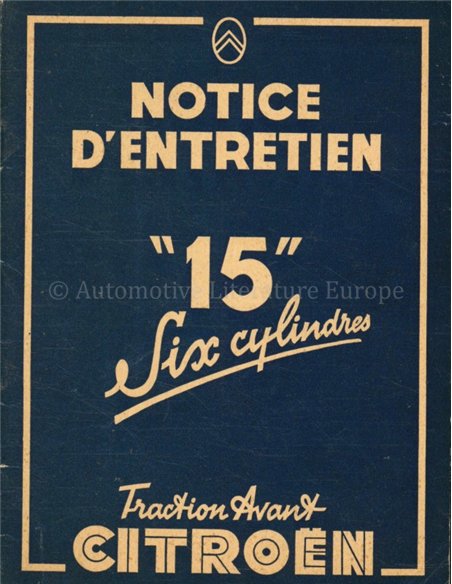 NOTICE
D'ENTRETIEN
"15"
© Automotive Literature Europe
Six cylindres
Traction Avant
CITROËN